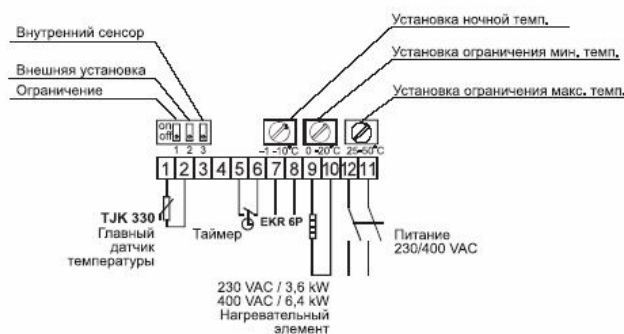 Установка ночной темп.
Внутренний сенсор
Установка ограничения мин. темп.
Внешняя установка
Ограничение
Установка ограничения макс. темп.
on
off
1 2 3
–1 –10°C
0 –20°C
25–50°C
1 2 3 4 5 6 7 8 9 10 12 11
TJK 330
Главный
датчик
температуры
Таймер
EKR 6P
Питание
230/400 VAC
230 VAC / 3,6 kW
400 VAC / 6,4 kW
Нагревательный
элемент